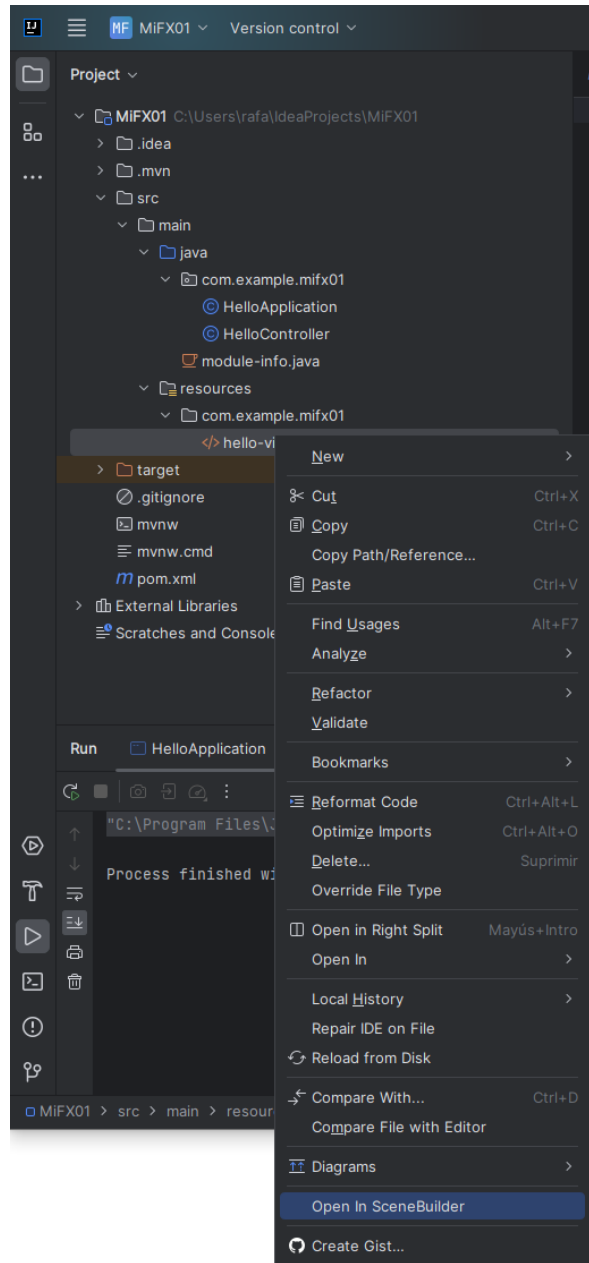 IJ
MF MiFX01 Version control
Project
MiFX01 C:\Users\rafa\IdeaProjects\MiFX01
.idea
.mvn
src
main
java
com.example.mifx01
HelloApplication
HelloController
module-info.java
resources
com.example.mifx01
</> hello-vi
target
.gitignore
mvnw
mvnw.cmd
m pom.xml
External Libraries
Scratches and Console
Run HelloApplication
"C:\Program Files\J
Process finished wi
MiFX01 > src > main > resour
New
Cut Ctrl+X
Copy Ctrl+C
Copy Path/Reference...
Paste Ctrl+V
Find Usages Alt+F7
Analyze
Refactor
Validate
Bookmarks
Reformat Code Ctrl+Alt+L
Optimize Imports Ctrl+Alt+O
Delete... Suprimir
Override File Type
Open in Right Split Mayús+Intro
Open In
Local History
Repair IDE on File
Reload from Disk
Compare With... Ctrl+D
Compare File with Editor
Diagrams
Open In SceneBuilder
Create Gist...